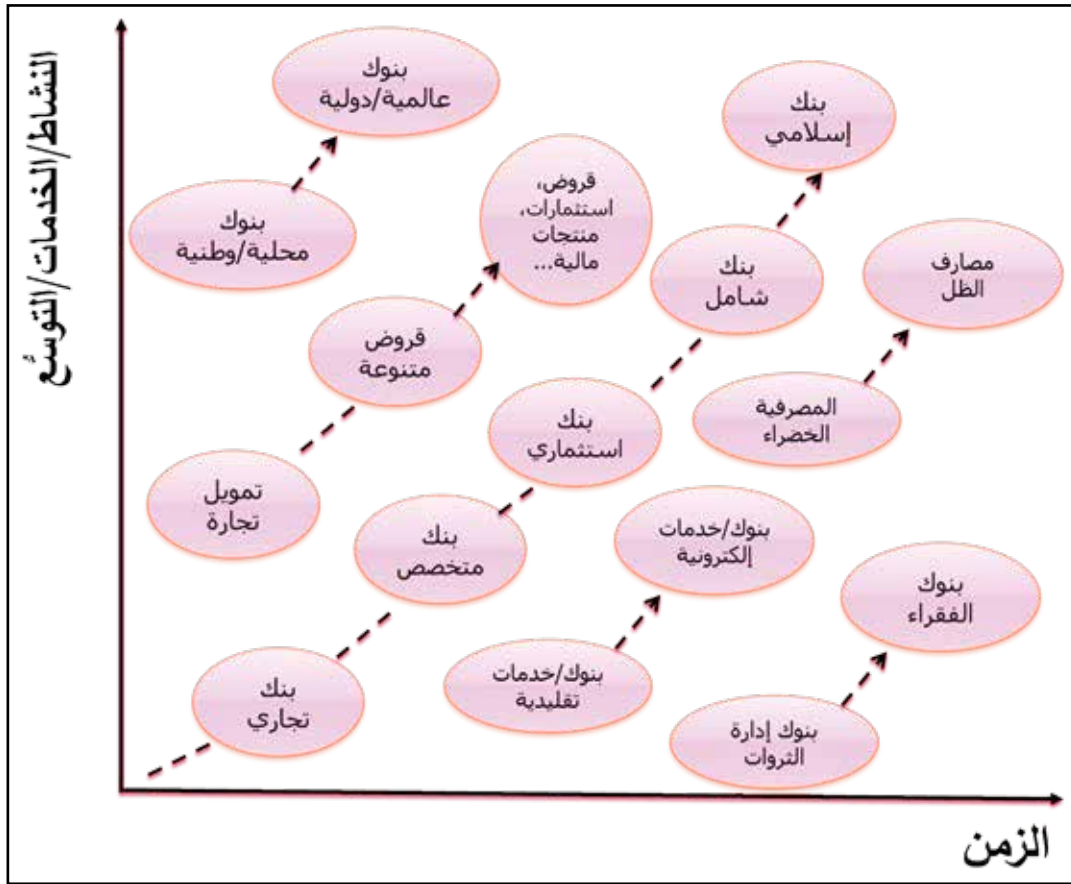 النشاط/الخدمات/التوسُّع
بنوك
عالمية/دولية
بنك
إسلامي
قروض،
استثمارات،
منتجات
مالية...
بنوك
محلية/وطنية
بنك
شامل
مصارف
الظل
قروض
متنوعة
المصرفية
الخضراء
بنك
استثماري
تمويل
تجارة
بنك
متخصص
بنوك/خدمات
إلكترونية
بنوك
الفقراء
بنك
تجاري
بنوك/خدمات
تقليدية
بنوك إدارة
الثروات
الزمن